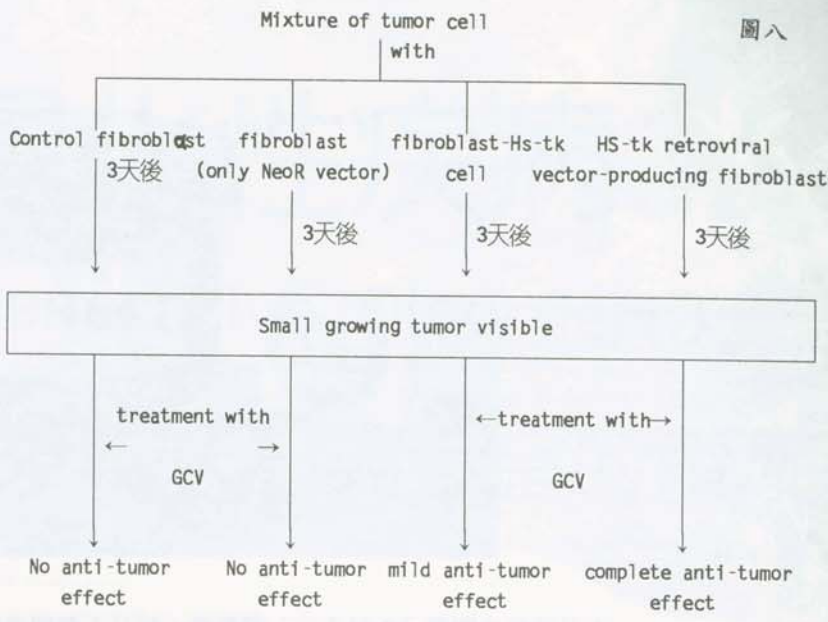 圖八
Mixture of tumor cell
with
Control fibroblast
3天後
fibroblast
(only NeoR vector)
3天後
fibroblast-Hs-tk
cell
3天後
HS-tk retroviral
vector-producing fibroblast
3天後
Small growing tumor visible
treatment with
← →
GCV
←treatment with→
GCV
No anti-tumor
effect
No anti-tumor
effect
mild anti-tumor
effect
complete anti-tumor
effect